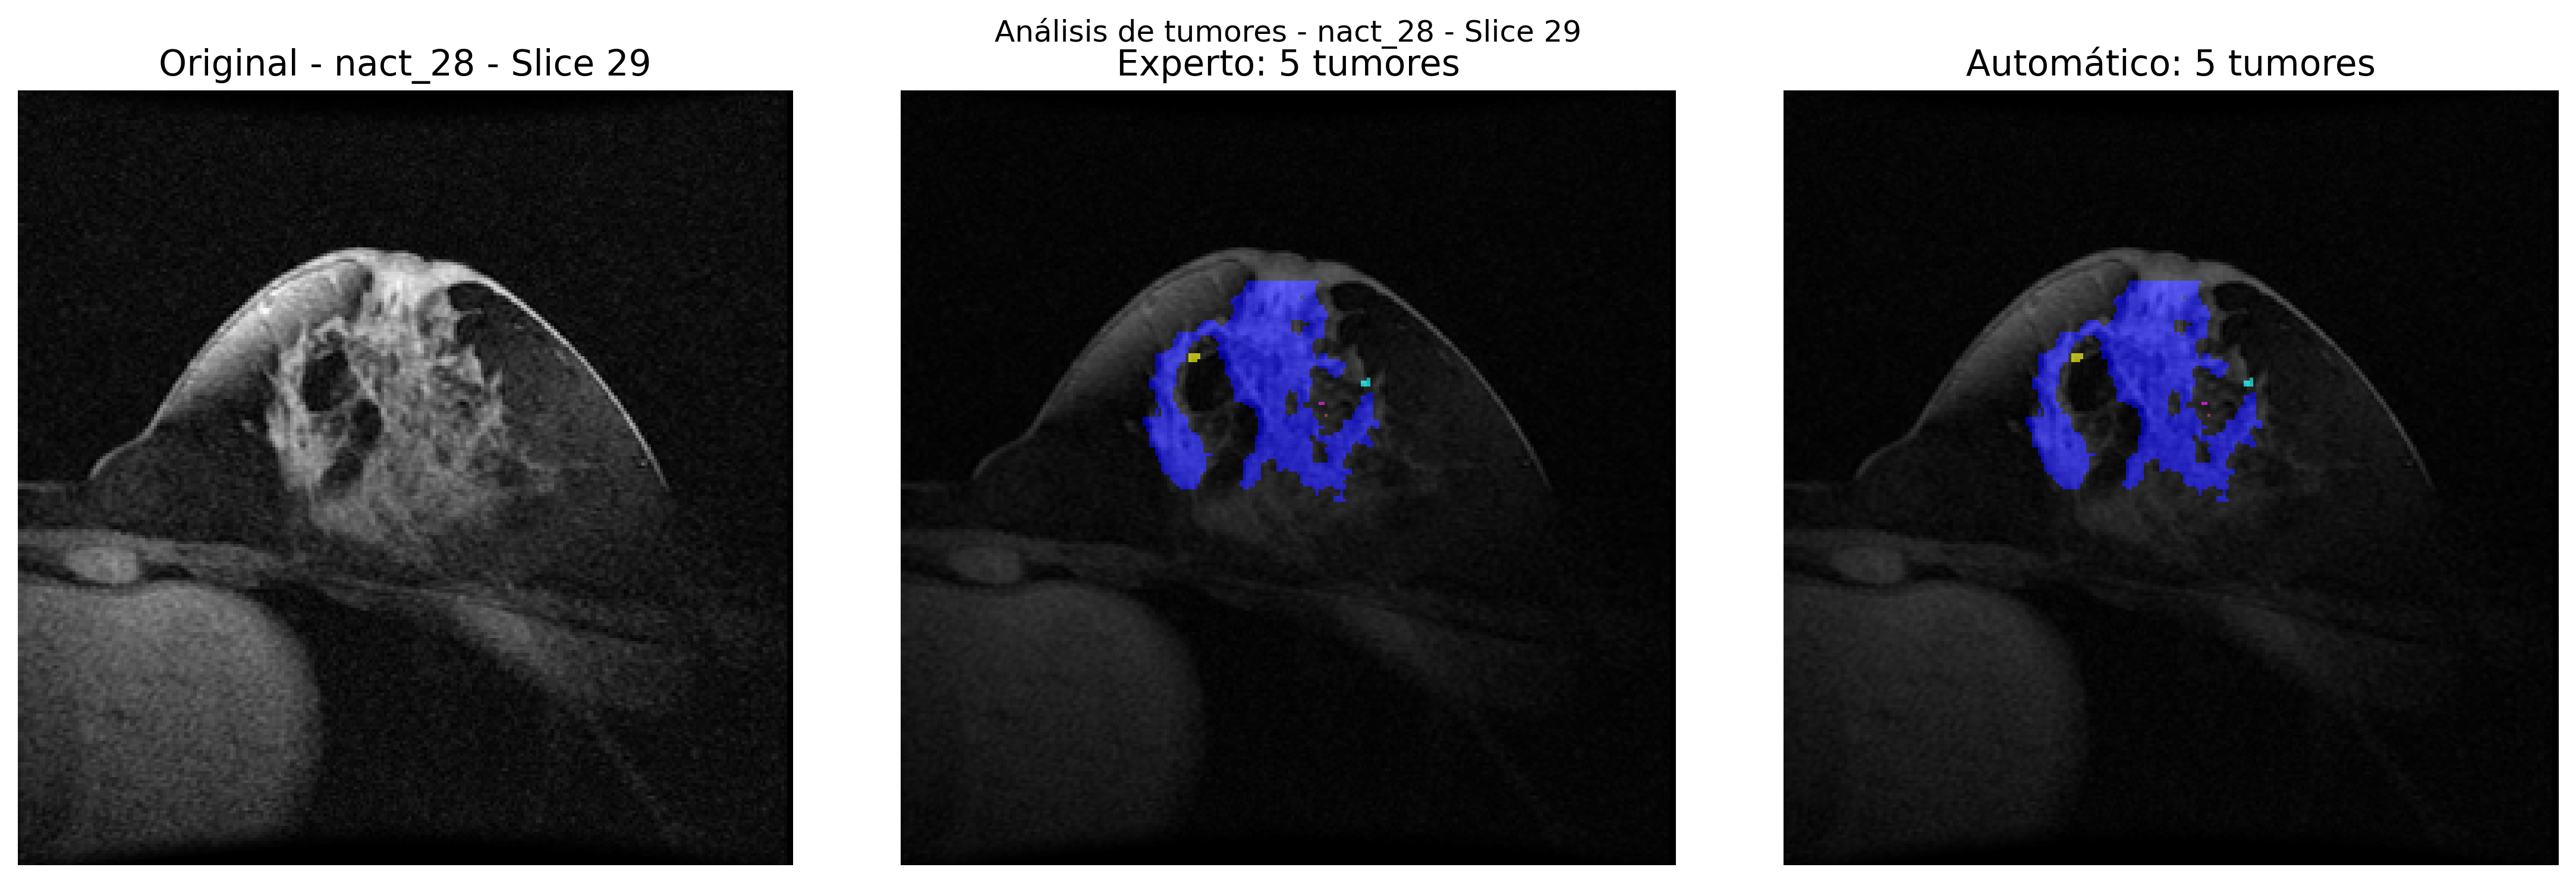 Análisis de tumores - nact_28 - Slice 29
Original - nact_28 - Slice 29
Experto: 5 tumores
Automático: 5 tumores